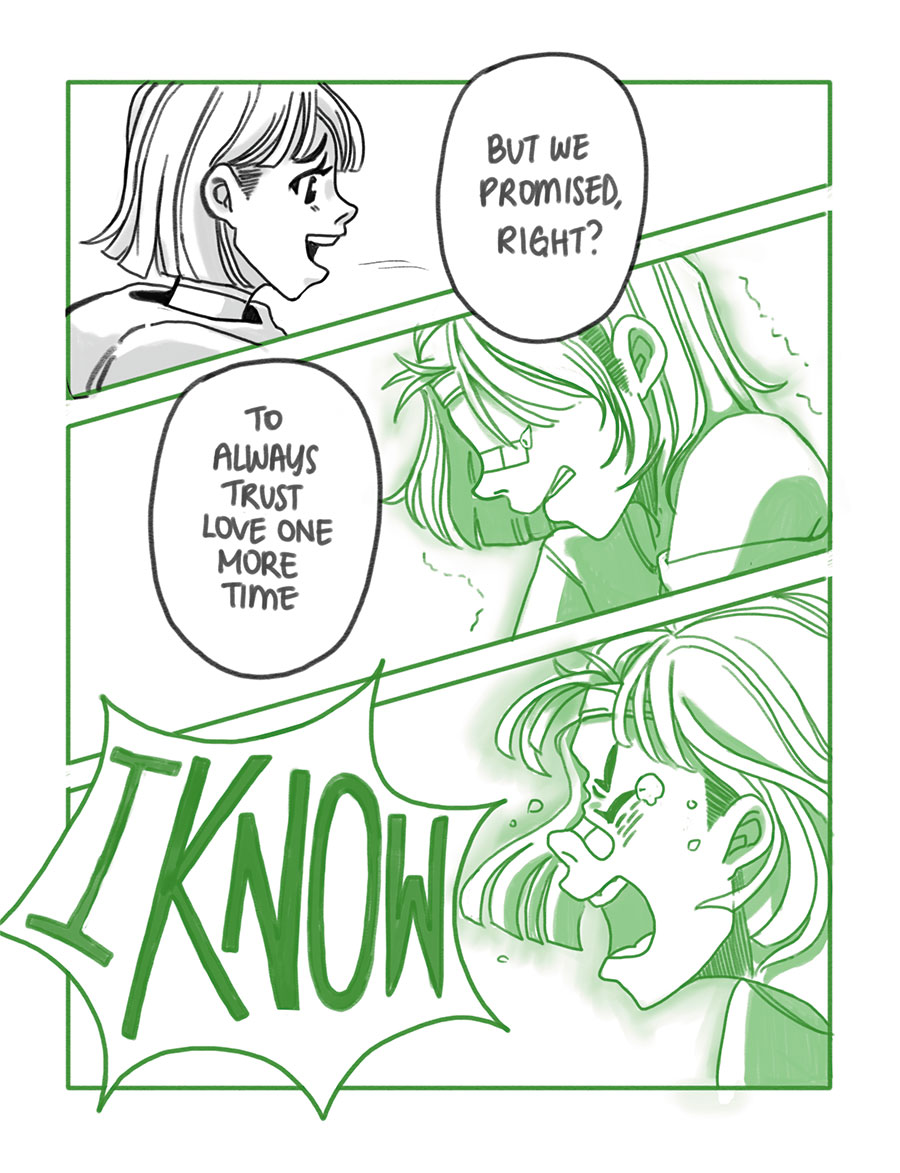 BUT WE
PROMISED,
RIGHT?
TO
ALWAYS
TRUST
LOVE ONE
MORE
TIME
I KNOW